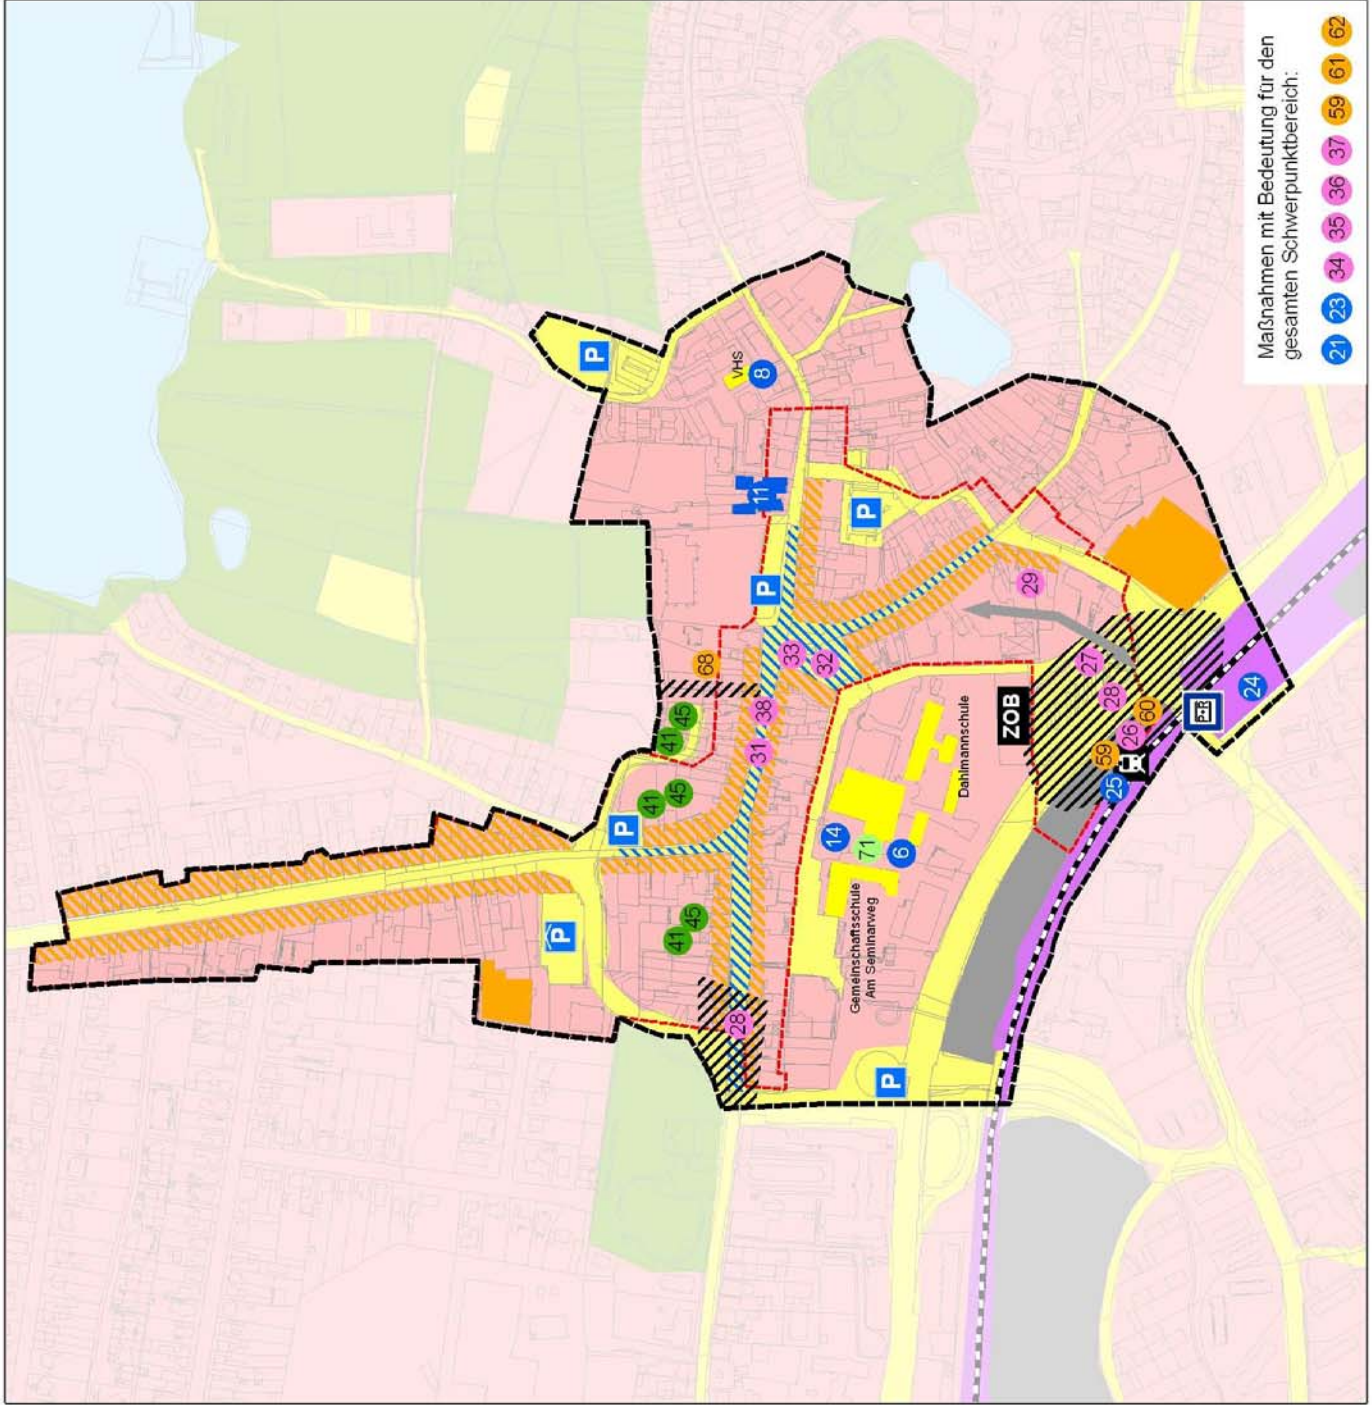 P
P
P
41
45
41
45
41
45
68
28
VHS
8
31
38
11
P
33
32
14
Gemeinschaftsschule
Am Seminarweg
71
P
P
6
Dahlmannschule
ZOB
29
27
59
25
28
26
60
P+R
24
Maßnahmen mit Bedeutung für den
gesamten Schwerpunktbereich:
21 23 34 35 36 37 59 61 62